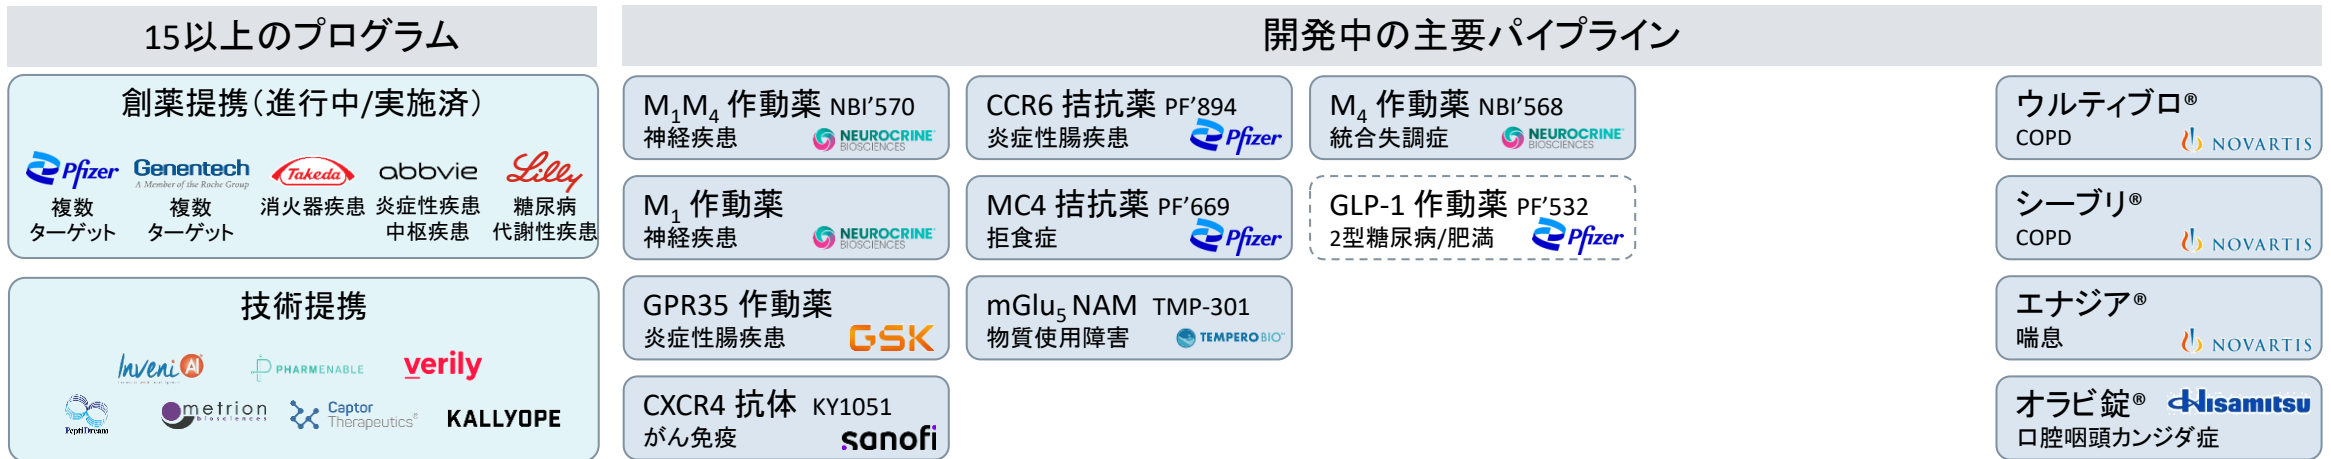 15以上のプログラム
創薬提携(進行中/実施済)
Pfizer
複数
ターゲット
Genentech
A Member of the Roche Group
複数
ターゲット
Takeda
消火器疾患
abbvie
炎症性疾患
中枢疾患
Lilly
糖尿病
代謝性疾患
技術提携
InveniAI
PHARMENABLE
verily
PeptiDream
metrion
biosciences
Captor
Therapeutics®
KALLYOPE
開発中の主要パイプライン
M₁M₄ 作動薬 NBI'570
神経疾患
NEUROCRINE
BIOSCIENCES
M₁ 作動薬
神経疾患
NEUROCRINE
BIOSCIENCES
GPR35 作動薬
炎症性腸疾患
GSK
CXCR4 抗体 KY1051
がん免疫
sanofi
CCR6 拮抗薬 PF'894
炎症性腸疾患
Pfizer
MC4 拮抗薬 PF'669
拒食症
Pfizer
mGlu₅ NAM TMP-301
物質使用障害
TEMPERO BIO™
M₄ 作動薬 NBI'568
統合失調症
NEUROCRINE
BIOSCIENCES
GLP-1 作動薬 PF'532
2型糖尿病/肥満
Pfizer
ウルティブロ®
COPD
NOVARTIS
シーブリ®
COPD
NOVARTIS
エナジア®
喘息
NOVARTIS
オラビ錠®
Hisamitsu
口腔咽頭カンジダ症